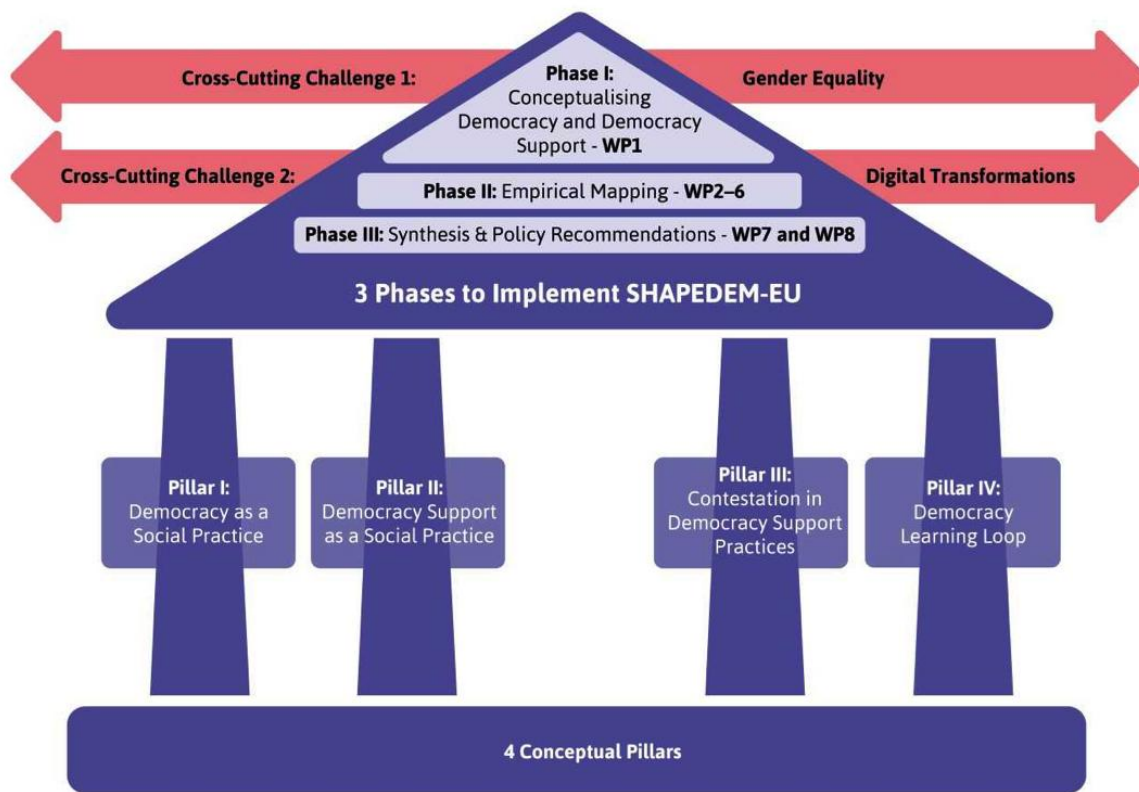 Cross-Cutting Challenge 1:
Gender Equality
Phase I:
Conceptualising
Democracy and Democracy
Support - WP1
Cross-Cutting Challenge 2:
Digital Transformations
Phase II: Empirical Mapping - WP2–6
Phase III: Synthesis & Policy Recommendations - WP7 and WP8
3 Phases to Implement SHAPEDEM-EU
Pillar I:
Democracy as a
Social Practice
Pillar II:
Democracy Support
as a Social Practice
Pillar III:
Contestation in
Democracy Support
Practices
Pillar IV:
Democracy
Learning Loop
4 Conceptual Pillars